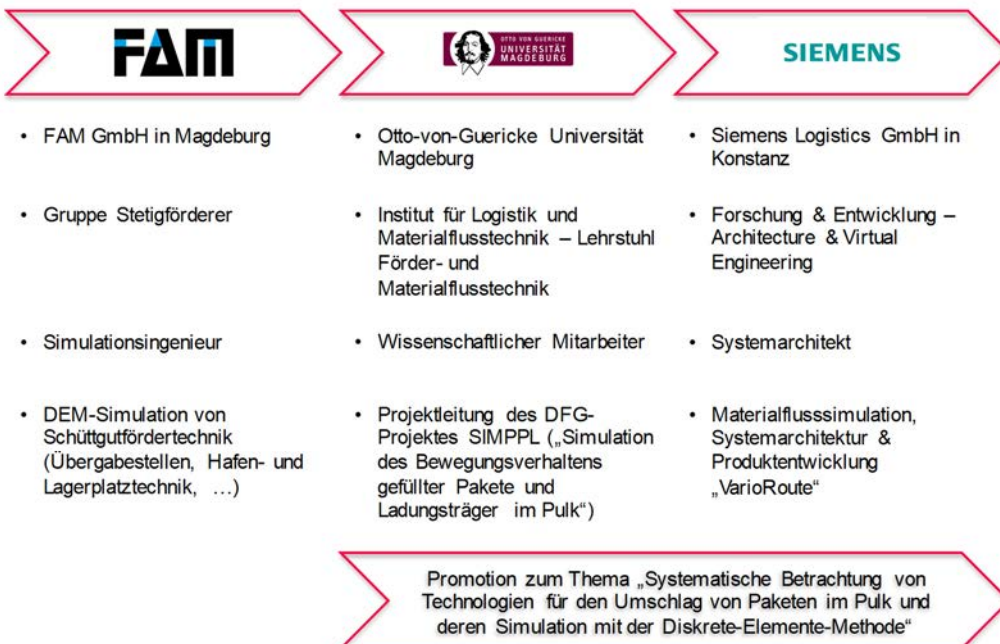 FAM
OTTO VON GUERICKE
UNIVERSITÄT
MAGDEBURG
SIEMENS
• FAM GmbH in Magdeburg
• Gruppe Stetigförderer
• Simulationsingenieur
• DEM-Simulation von
Schüttgutfördertechnik
(Übergabestellen, Hafen- und
Lagerplatztechnik, …)
• Otto-von-Guericke Universität
Magdeburg
• Institut für Logistik und
Materialflusstechnik – Lehrstuhl
Förder- und
Materialflusstechnik
• Wissenschaftlicher Mitarbeiter
• Projektleitung des DFG-
Projektes SIMPPL („Simulation
des Bewegungsverhaltens
gefüllter Pakete und
Ladungsträger im Pulk“)
• Siemens Logistics GmbH in
Konstanz
• Forschung & Entwicklung –
Architecture & Virtual
Engineering
• Systemarchitekt
• Materialflusssimulation,
Systemarchitektur &
Produktentwicklung
„VarioRoute“
Promotion zum Thema „Systematische Betrachtung von
Technologien für den Umschlag von Paketen im Pulk und
deren Simulation mit der Diskrete-Elemente-Methode“